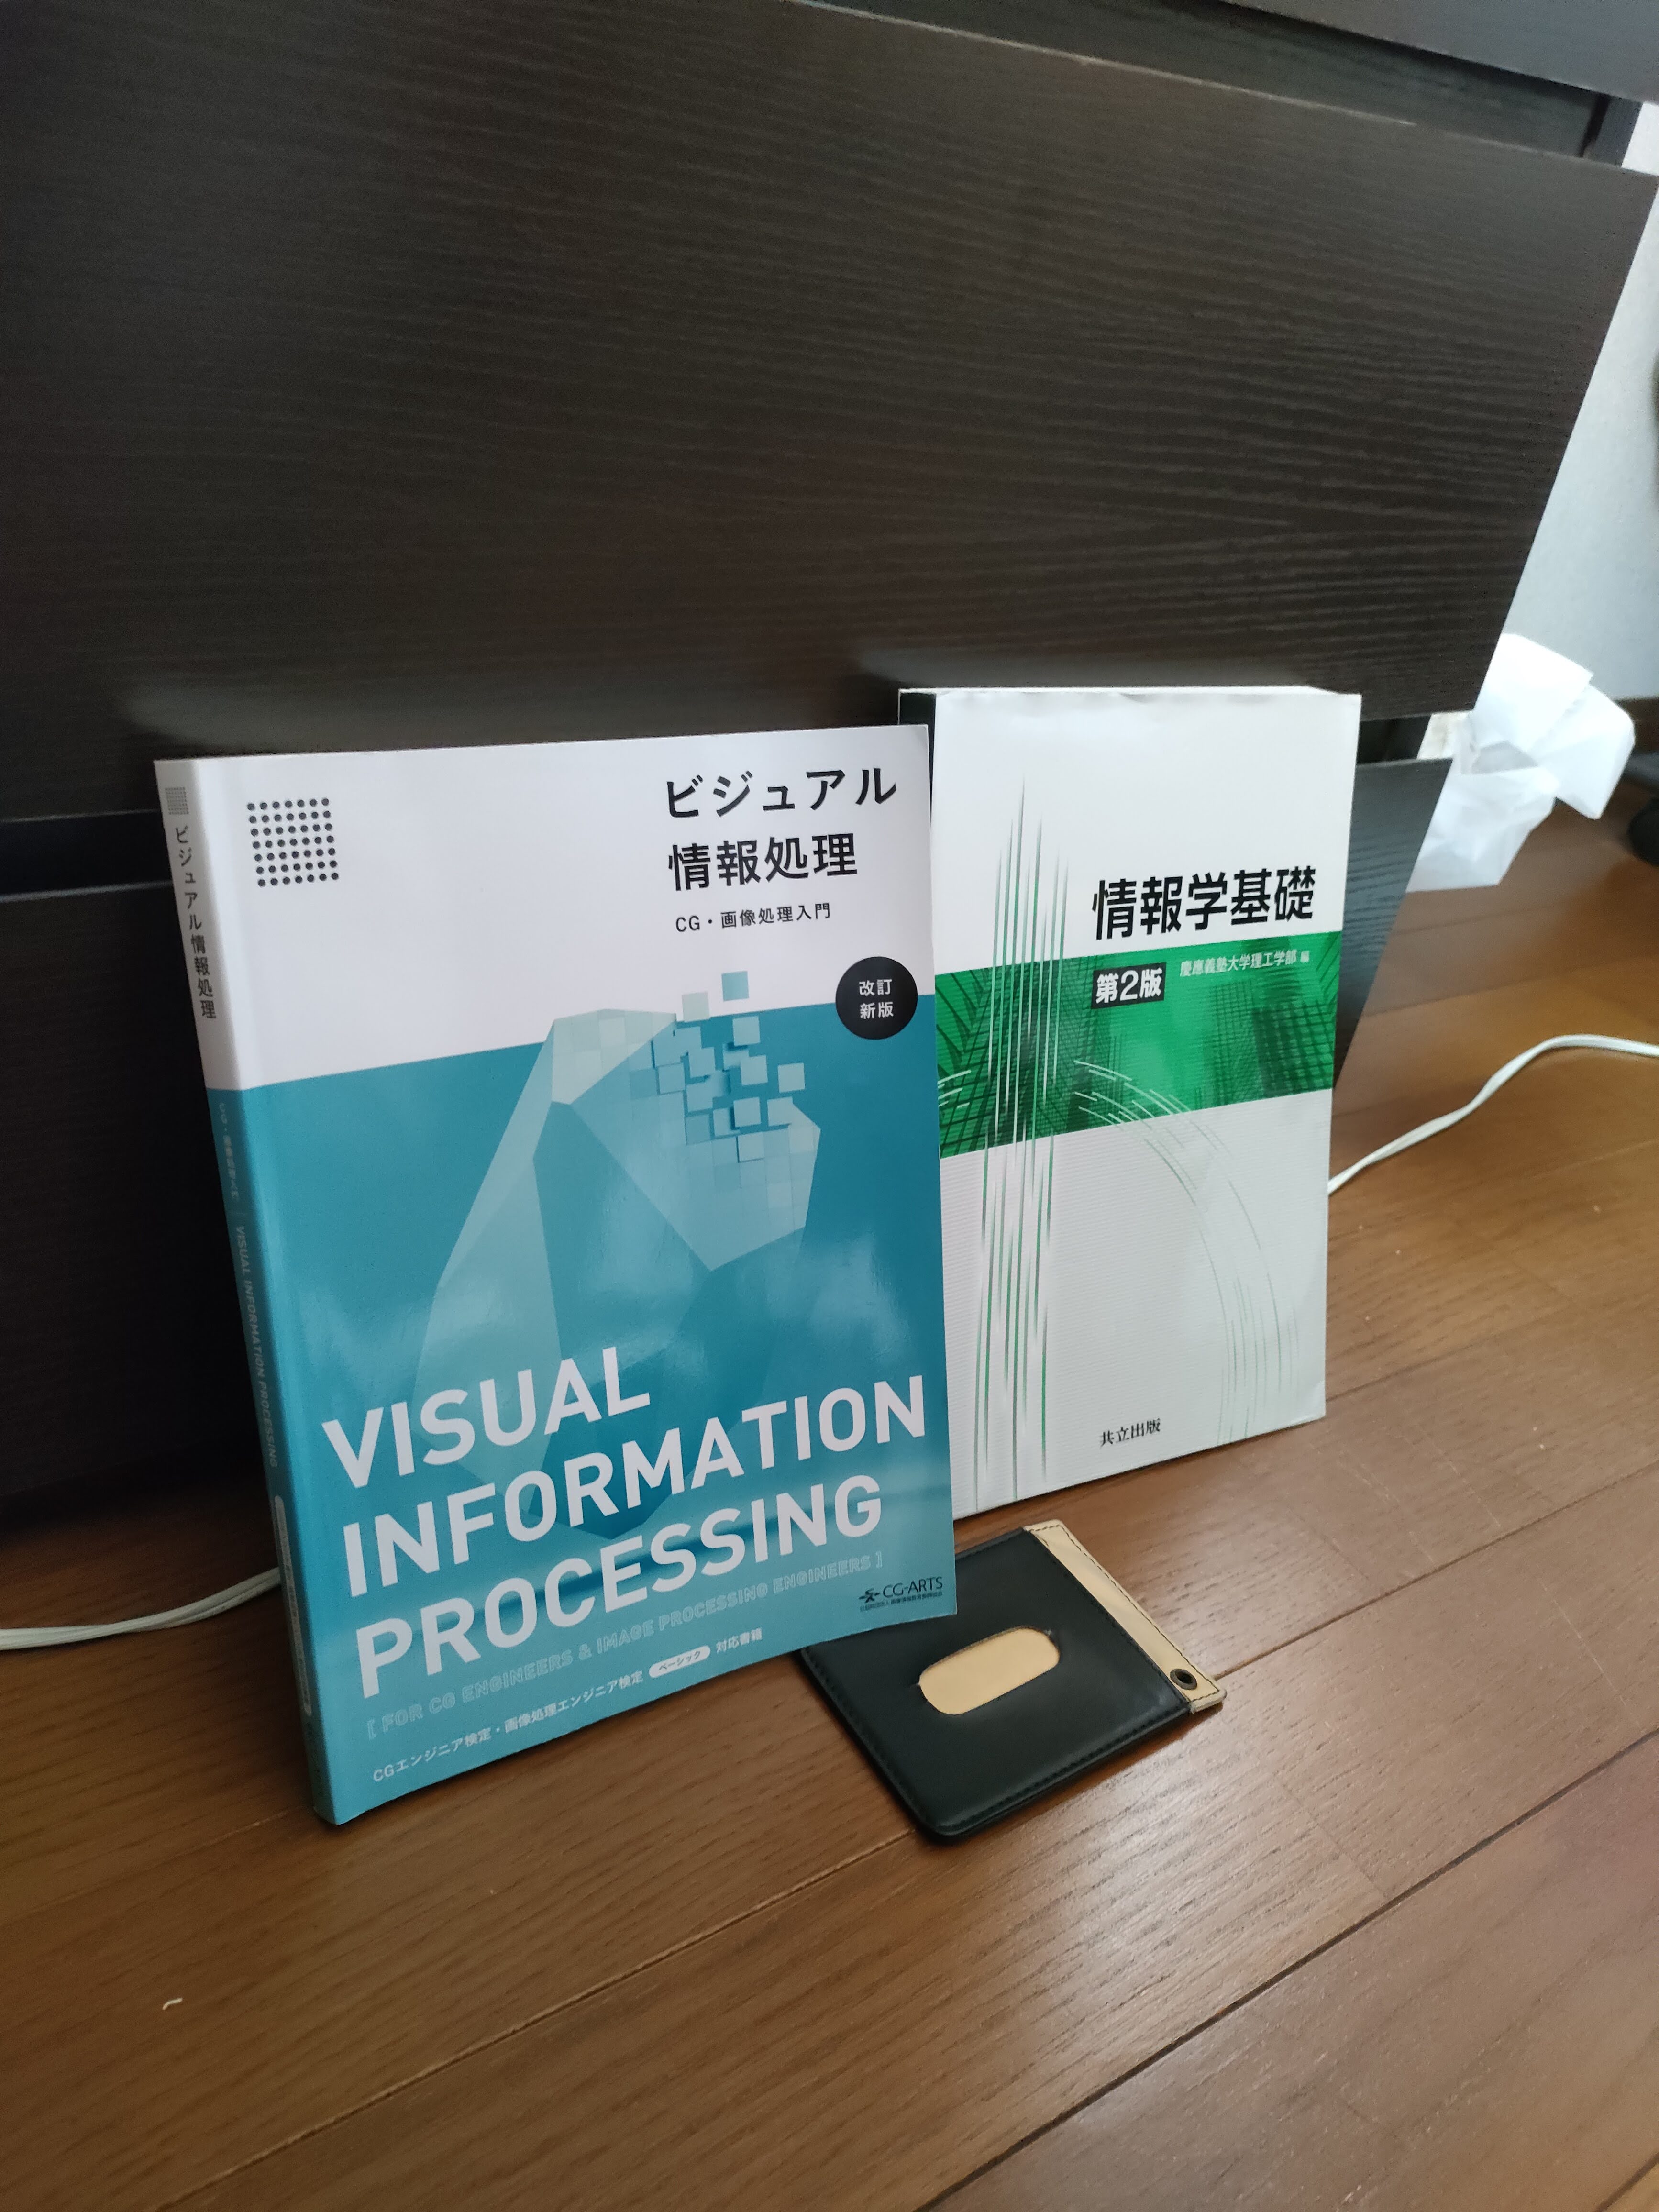 ビジュアル
情報処理
CG・画像処理入門
改訂
新版
VISUAL
INFORMATION
PROCESSING
[ FOR CG ENGINEERS & IMAGE PROCESSING ENGINEERS ]
CGエンジニア検定・画像処理エンジニア検定 ベーシック 対応書籍
CG-ARTS
ビジュアル情報処理
VISUAL INFORMATION PROCESSING
情報学基礎
第2版
慶應義塾大学理工学部 編
共立出版